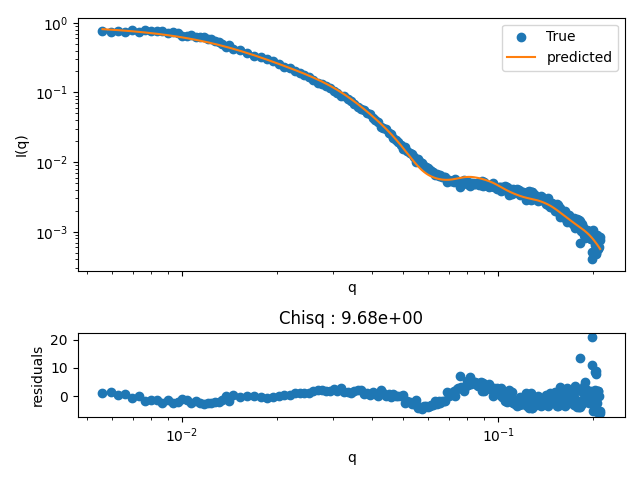 10⁰
10⁻¹
10⁻²
10⁻³
I(q)
True
predicted
q
Chisq : 9.68e+00
20
10
0
residuals
10⁻²
10⁻¹
q